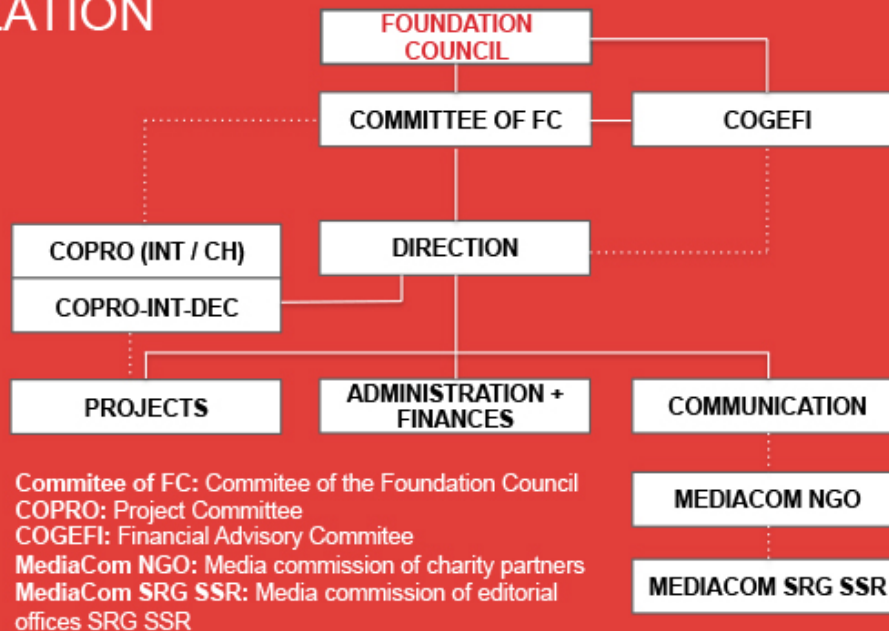 FOUNDATION
COUNCIL
COMMITTEE OF FC
COGEFI
COPRO (INT / CH)
DIRECTION
COPRO-INT-DEC
PROJECTS
ADMINISTRATION +
FINANCES
COMMUNICATION
MEDIACOM NGO
MEDIACOM SRG SSR
Commitee of FC: Commitee of the Foundation Council
COPRO: Project Committee
COGEFI: Financial Advisory Commitee
MediaCom NGO: Media commission of charity partners
MediaCom SRG SSR: Media commission of editorial
offices SRG SSR